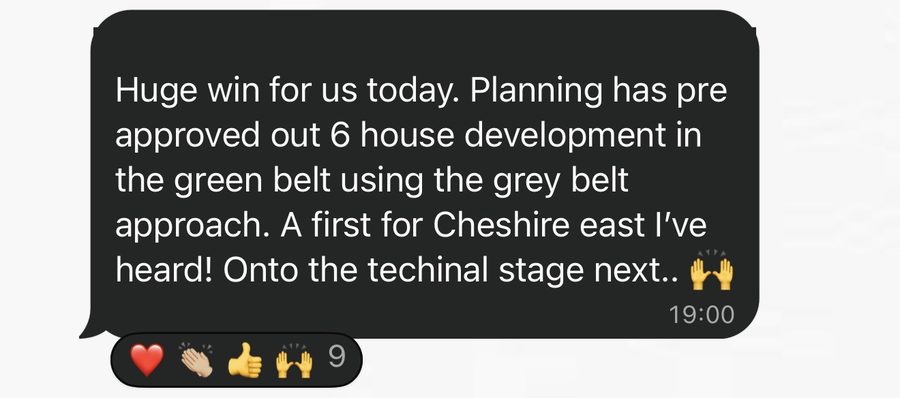 Huge win for us today. Planning has pre
approved out 6 house development in
the green belt using the grey belt
approach. A first for Cheshire east I’ve
heard! Onto the techinal stage next.. 🙌
19:00
❤️ 👏🏼 👍 🙌 9